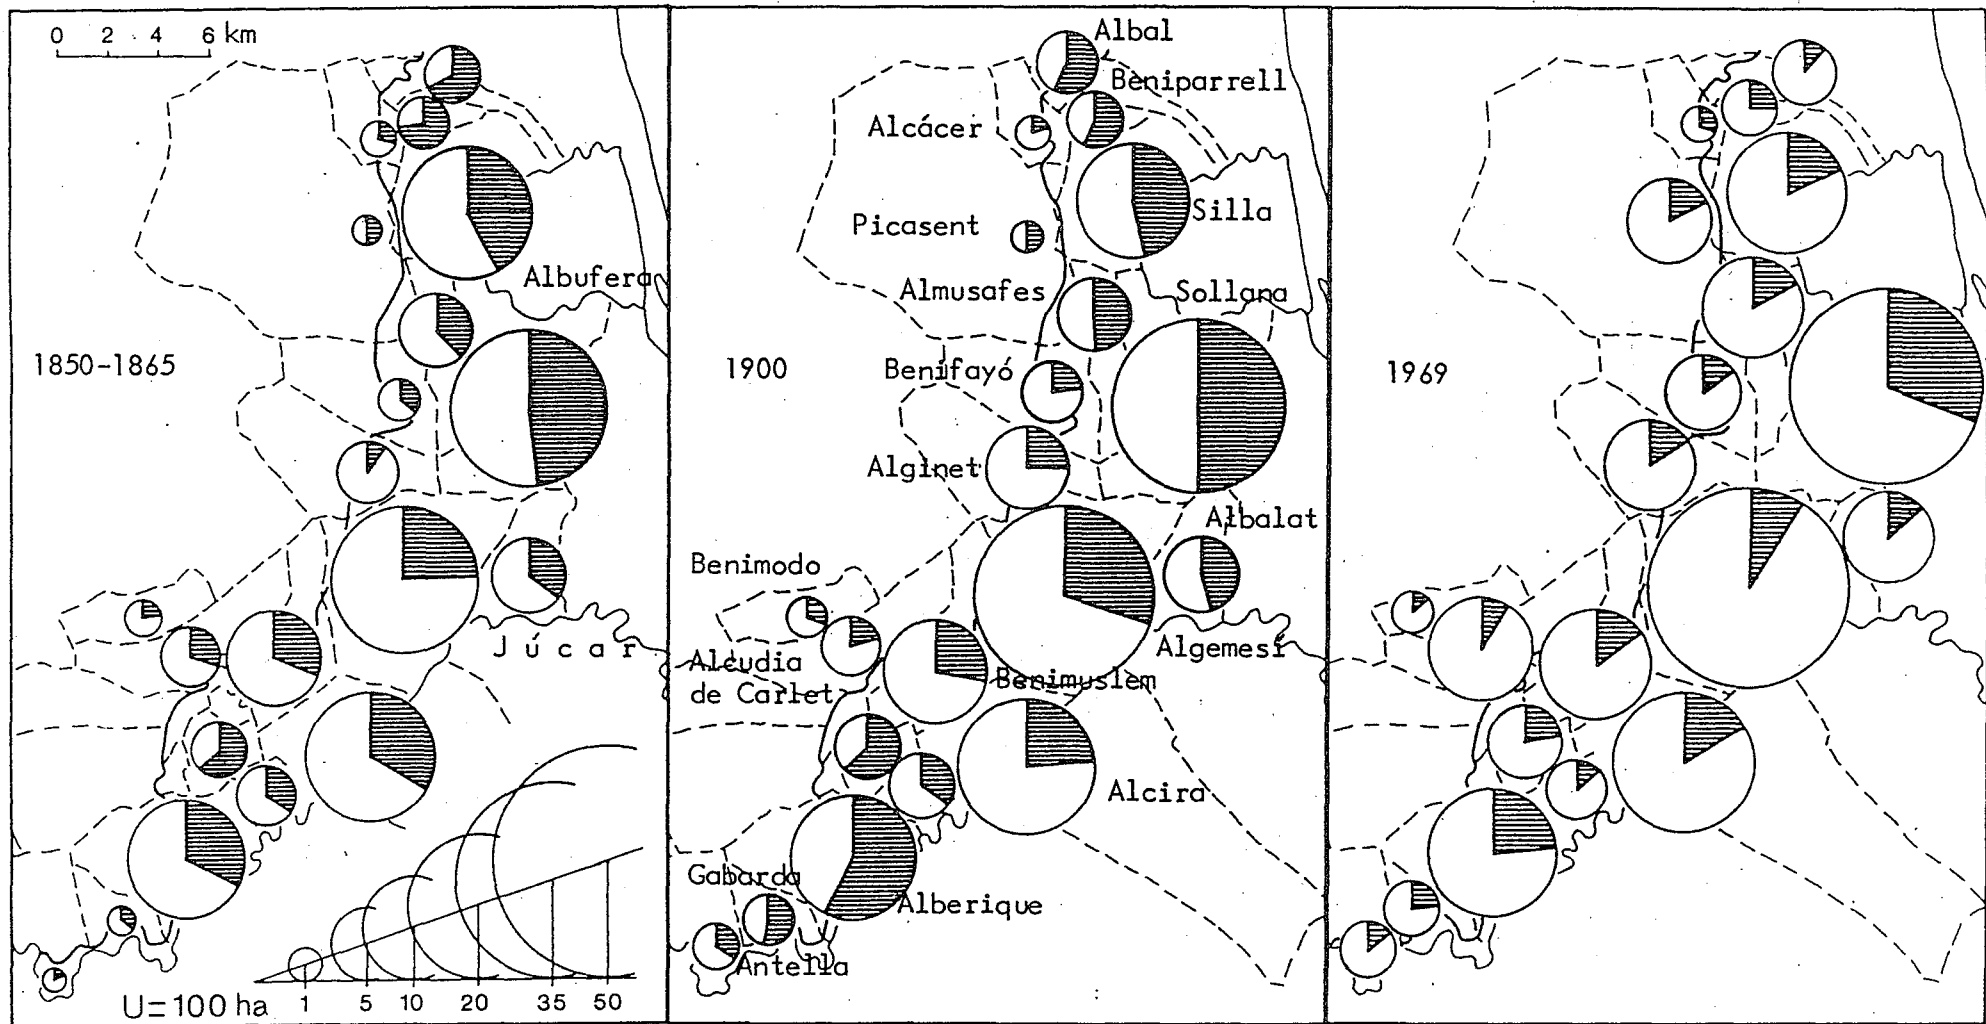 0 2 4 6 km
Albufera
1850-1865
Júcar
U=100 ha
1 5 10 20 35 50
Albal
Beniparrell
Alcácer
Picasent
Silla
Almusafes
Sollana
1900
Benifayó
Alginet
Albalat
Benimodo
Algemesí
Alcudia
de Carlet
Benimuslem
Alcira
Gabarda
Alberique
Antella
1969